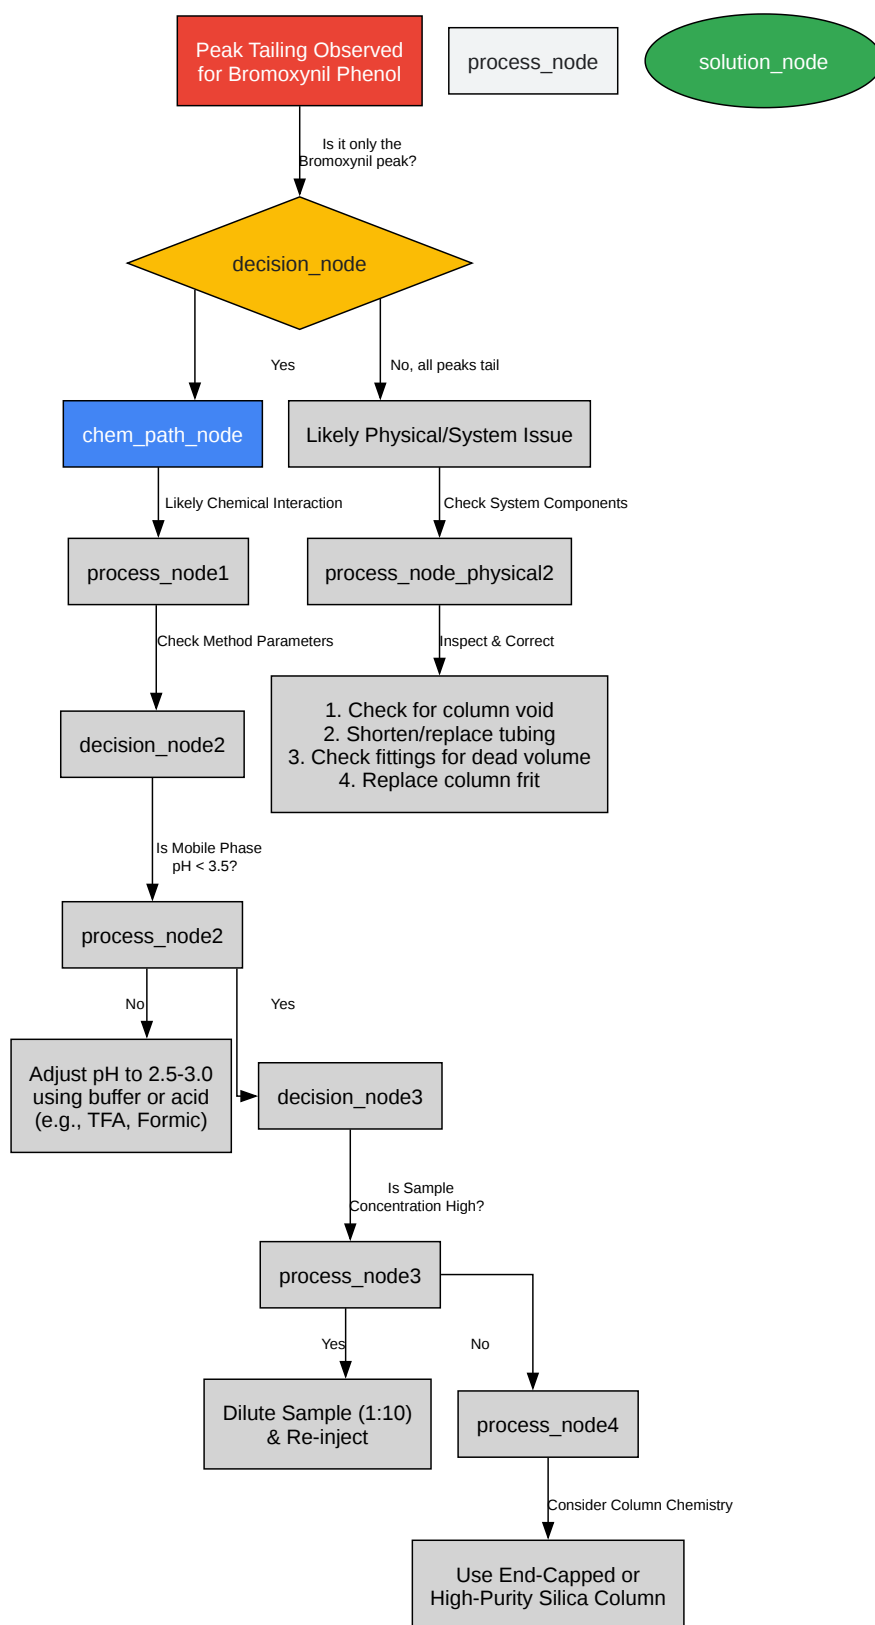 Peak Tailing Observed
for Bromoxynil Phenol
process_node
solution_node
Is it only the
Bromoxynil peak?
decision_node
Yes
No, all peaks tail
chem_path_node
Likely Physical/System Issue
Likely Chemical Interaction
Check System Components
process_node1
process_node_physical2
Check Method Parameters
Inspect & Correct
1. Check for column void
2. Shorten/replace tubing
3. Check fittings for dead volume
4. Replace column frit
decision_node2
Is Mobile Phase
pH < 3.5?
process_node2
No
Yes
Adjust pH to 2.5-3.0
using buffer or acid
(e.g., TFA, Formic)
decision_node3
Is Sample
Concentration High?
process_node3
Yes
No
Dilute Sample (1:10)
& Re-inject
process_node4
Consider Column Chemistry
Use End-Capped or
High-Purity Silica Column